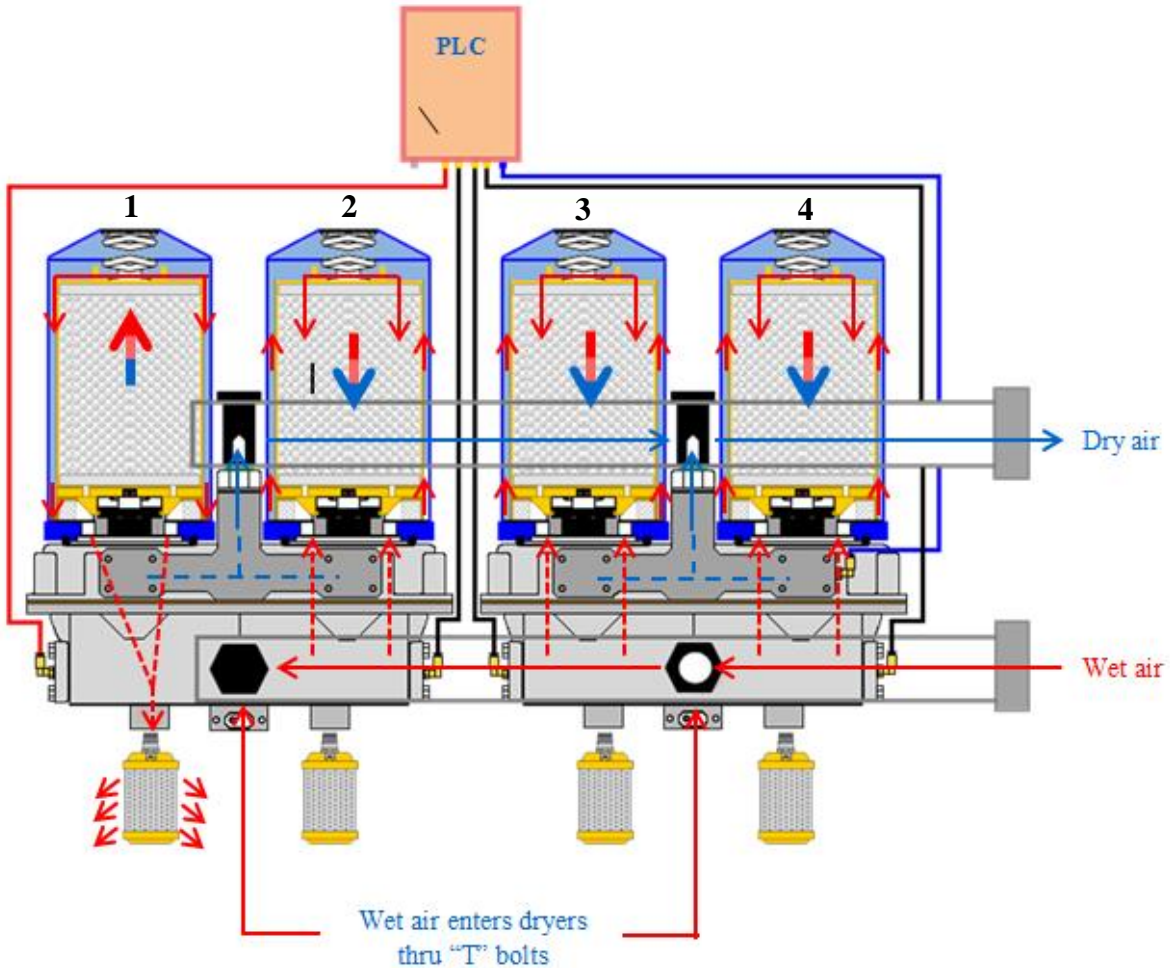 PLC
1
2
3
4
Dry air
Wet air
Wet air enters dryers
thru “T” bolts